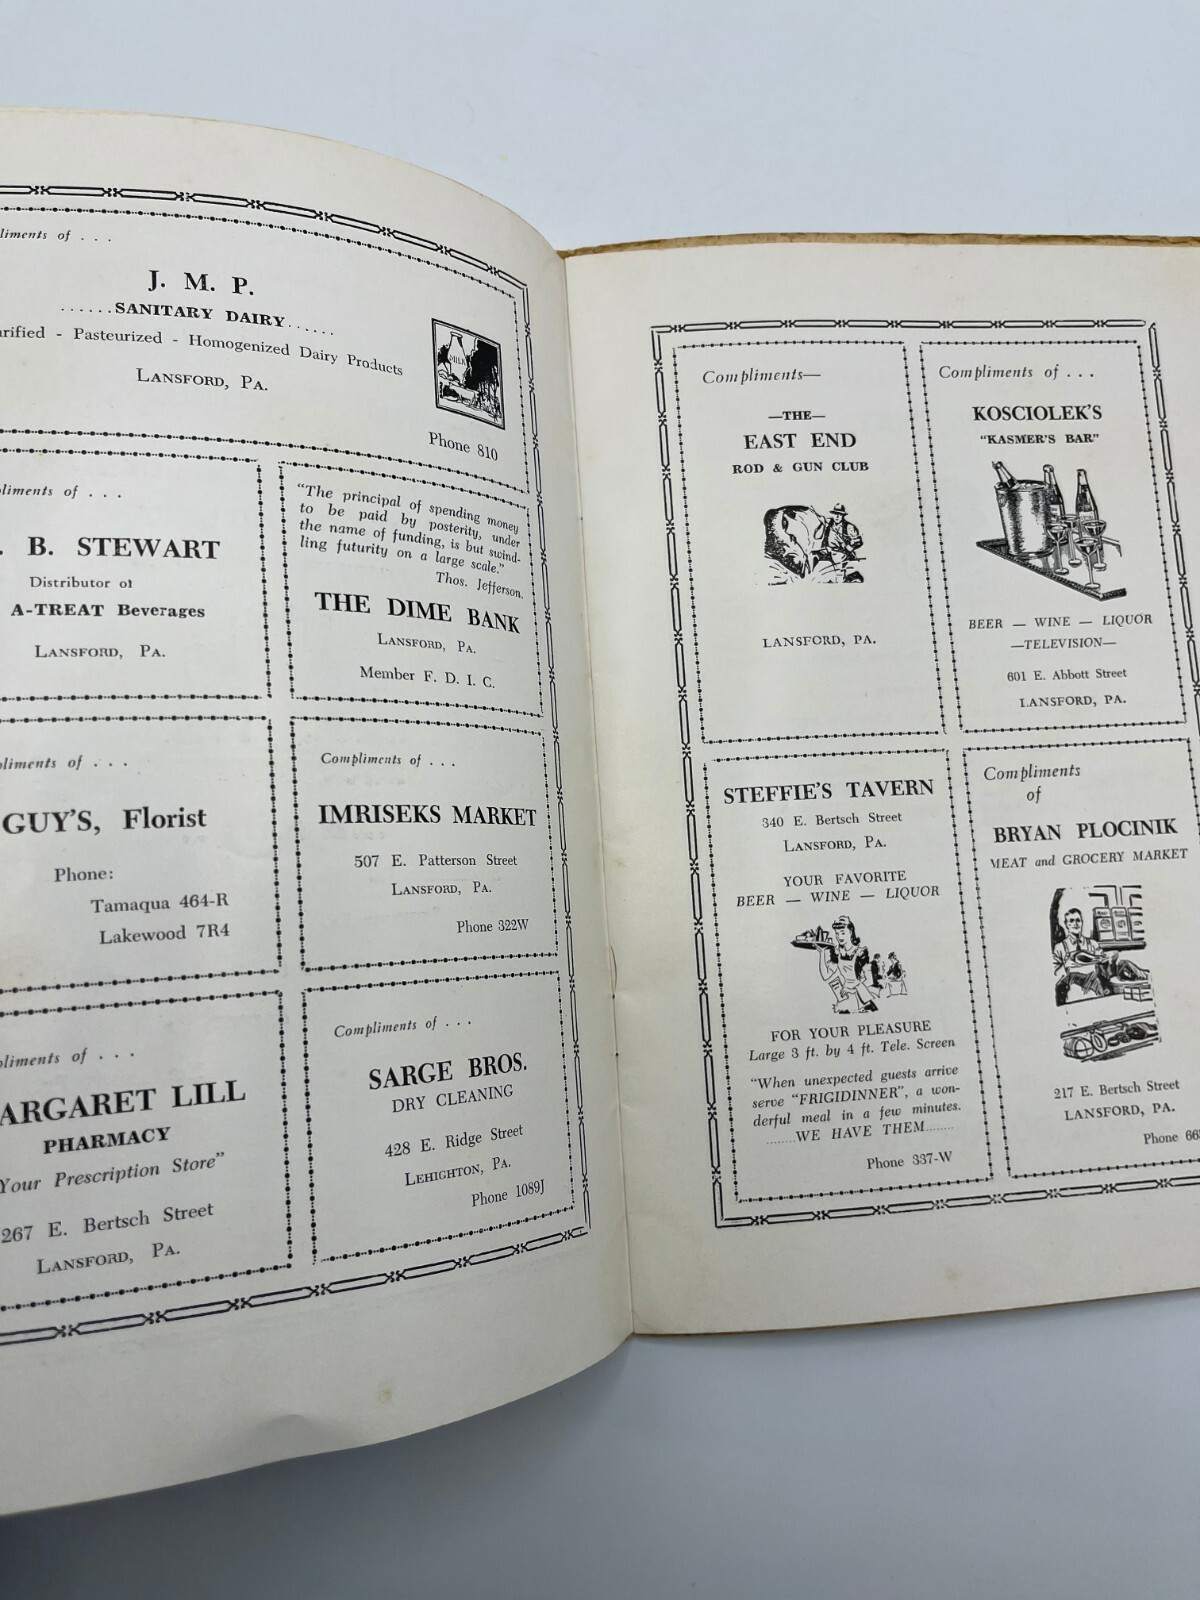 J. M. P.
......SANITARY DAIRY......
- Pasteurized - Homogenized Dairy Products
LANSFORD, PA.
MILK
Phone 810
of . . .
B. STEWART
Distributor of
A-TREAT Beverages
LANSFORD, PA.
"The principal of spending money
to be paid by posterity, under
the name of funding, is but swind-
ling futurity on a large scale."
Thos. Jefferson.
THE DIME BANK
LANSFORD, PA.
Member F. D. I. C.
of . . .
GUY'S, Florist
Phone:
Tamaqua 464-R
Lakewood 7R4
Compliments of . . .
IMRISEKS MARKET
507 E. Patterson Street
LANSFORD, PA.
Phone 322W
of . . .
ARGARET LILL
PHARMACY
Your Prescription Store"
267 E. Bertsch Street
LANSFORD, PA.
Compliments of . . .
SARGE BROS.
DRY CLEANING
428 E. Ridge Street
LEHIGHTON, PA.
Phone 1089J
Compliments—
—THE—
EAST END
ROD & GUN CLUB
LANSFORD, PA.
Compliments of . . .
KOSCIOLEK'S
"KASMER'S BAR"
BEER — WINE — LIQUOR
—TELEVISION—
601 E. Abbott Street
LANSFORD, PA.
STEFFIE'S TAVERN
340 E. Bertsch Street
LANSFORD, PA.
YOUR FAVORITE
BEER — WINE — LIQUOR
FOR YOUR PLEASURE
Large 3 ft. by 4 ft. Tele. Screen
"When unexpected guests arrive
serve "FRIGIDINNER", a won-
derful meal in a few minutes.
........WE HAVE THEM........
Phone 337-W
Compliments
of
BRYAN PLOCINIK
MEAT and GROCERY MARKET
217 E. Bertsch Street
LANSFORD, PA.
Phone